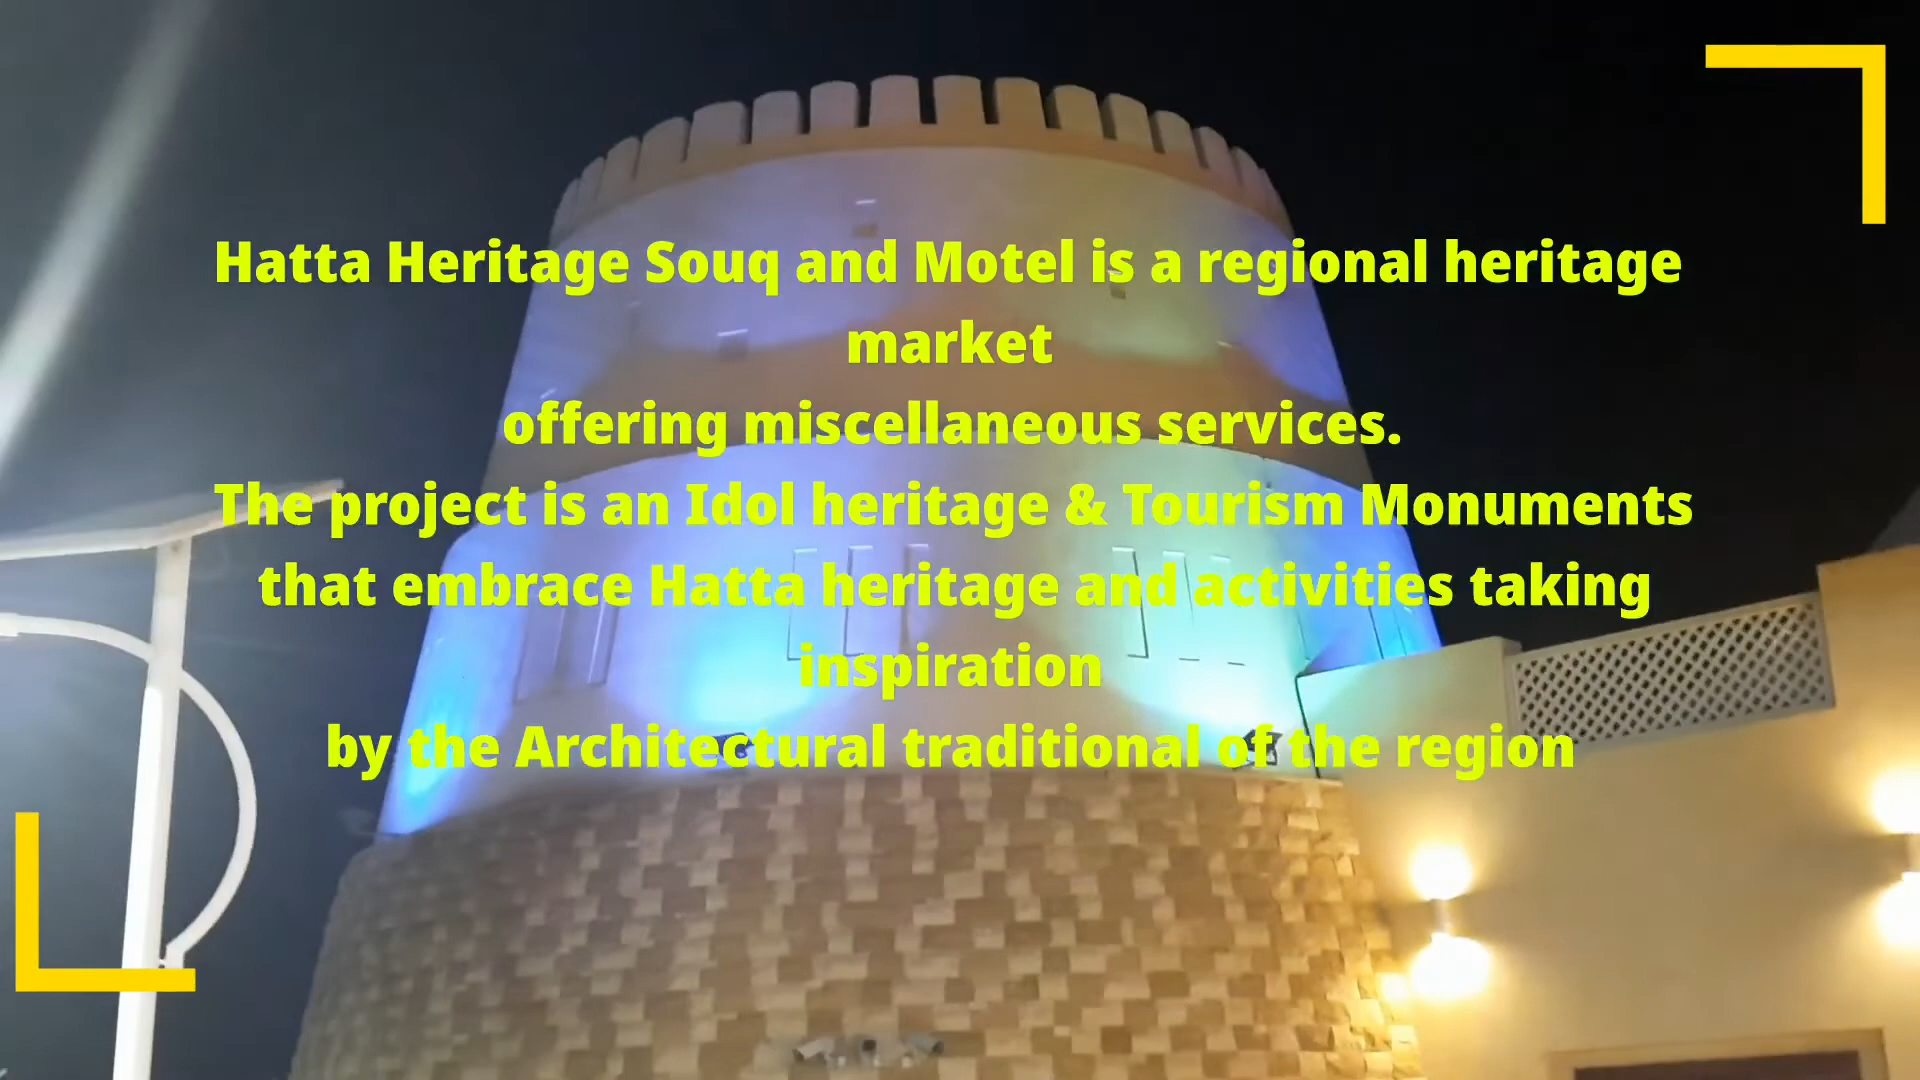 Hatta Heritage Souq and Motel is a regional heritage
market
offering miscellaneous services.
The project is an Idol heritage & Tourism Monuments
that embrace Hatta heritage and activities taking
inspiration
by the Architectural traditional of the region